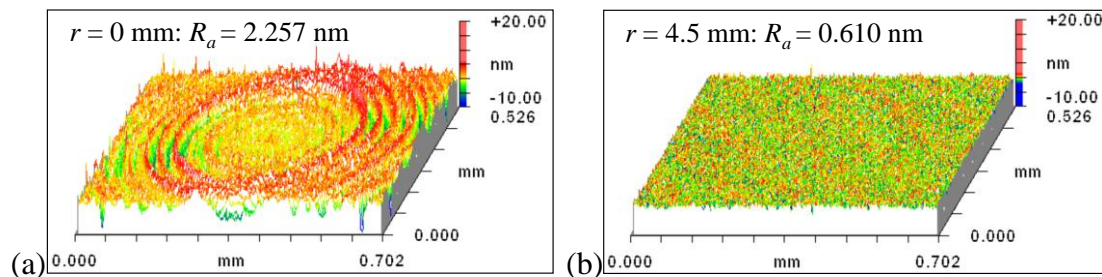 r = 0 mm: Ra = 2.257 nm
+20.00
nm
-10.00
0.526
mm
0.000
0.000
mm
0.702
(a)
r = 4.5 mm: Ra = 0.610 nm
+20.00
nm
-10.00
0.526
mm
0.000
0.000
mm
0.702
(b)